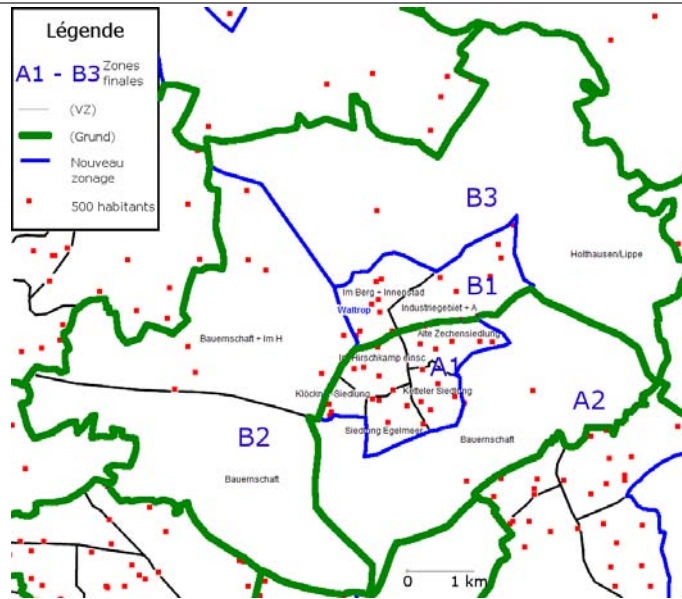 Légende
A1 - B3 Zones finales
(VZ)
(Grund)
Nouveau zonage
500 habitants
B3
Holthausen/Lippe
Im Berg + Innenstad
B1
Waltrop
Industriegebiet + A
Alte Zechensiedlung
Bauernschaft + im H
Im Hirschkamp einsc
A1
Klöckner-Siedlung
Ketteler Siedlung
A2
Siedlung Egelmeer
B2
Bauernschaft
Bauernschaft
0 1 km